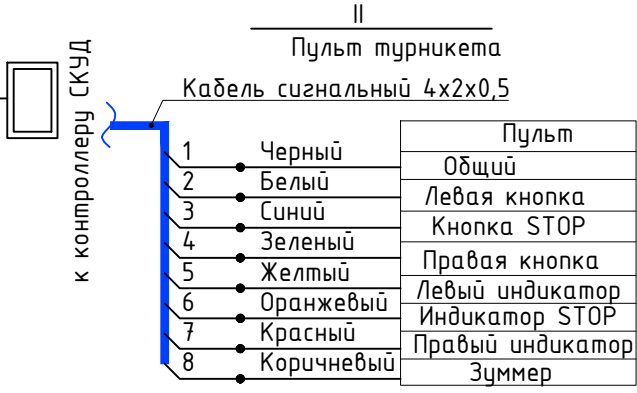 II
Пульт турникета
к контроллеру СКУД
Кабель сигнальный 4x2x0,5
Пульт
1 Черный Общий
2 Белый Левая кнопка
3 Синий Кнопка STOP
4 Зеленый Правая кнопка
5 Желтый Левый индикатор
6 Оранжевый Индикатор STOP
7 Красный Правый индикатор
8 Коричневый Зуммер